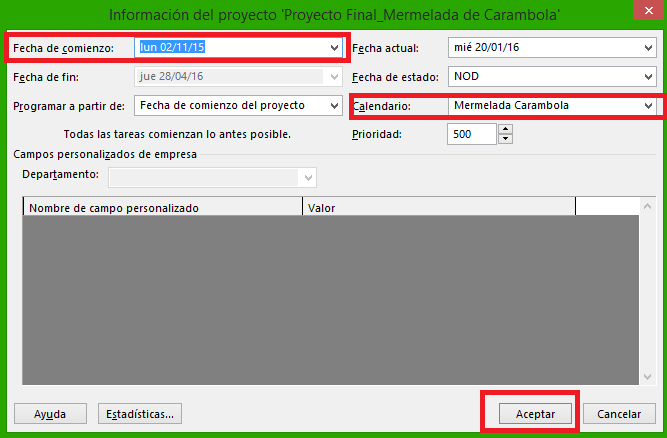 Información del proyecto 'Proyecto Final_Mermelada de Carambola'
Fecha de comienzo: lun 02/11/15 Fecha actual: mié 20/01/16
Fecha de fin: jue 28/04/16 Fecha de estado: NOD
Programar a partir de: Fecha de comienzo del proyecto Calendario: Mermelada Carambola
Todas las tareas comienzan lo antes posible. Prioridad: 500
Campos personalizados de empresa
Departamento:
Nombre de campo personalizado Valor
Ayuda Estadísticas... Aceptar Cancelar